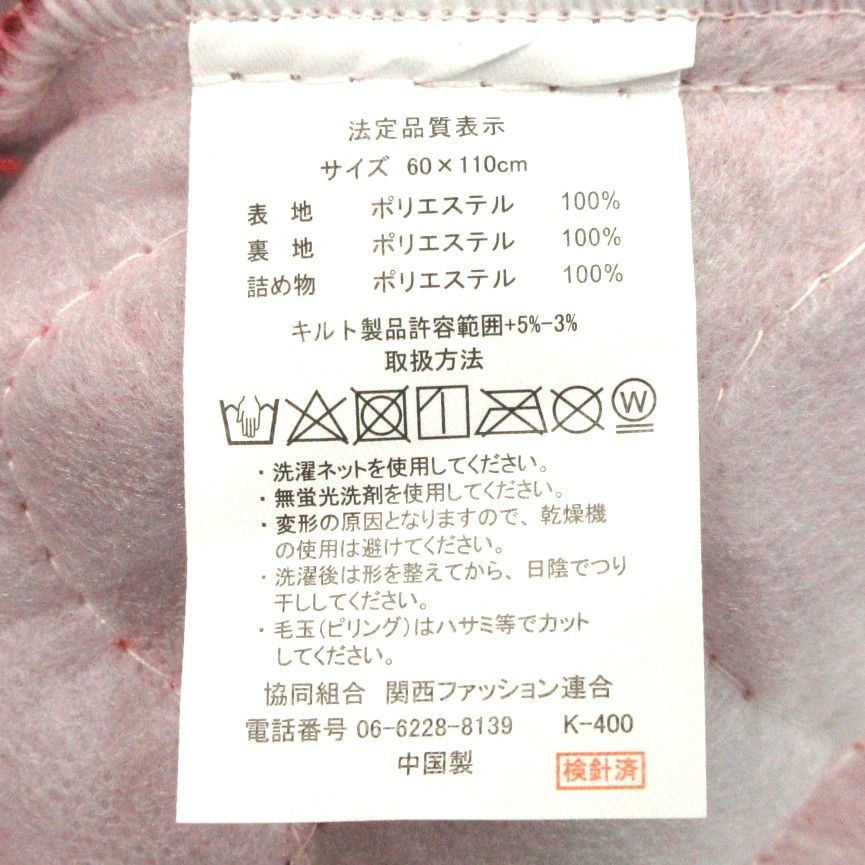 法定品質表示
サイズ 60×110cm
表 地 ポリエステル 100%
裏 地 ポリエステル 100%
詰め物 ポリエステル 100%
キルト製品許容範囲+5%-3%
取扱方法
W
・洗濯ネットを使用してください。
・無蛍光洗剤を使用してください。
・変形の原因となりますので、乾燥機
の使用は避けてください。
・洗濯後は形を整えてから、日陰でつり
干ししてください。
・毛玉(ピリング)はハサミ等でカット
してください。
協同組合 関西ファッション連合
電話番号 06-6228-8139 K-400
中国製
検針済